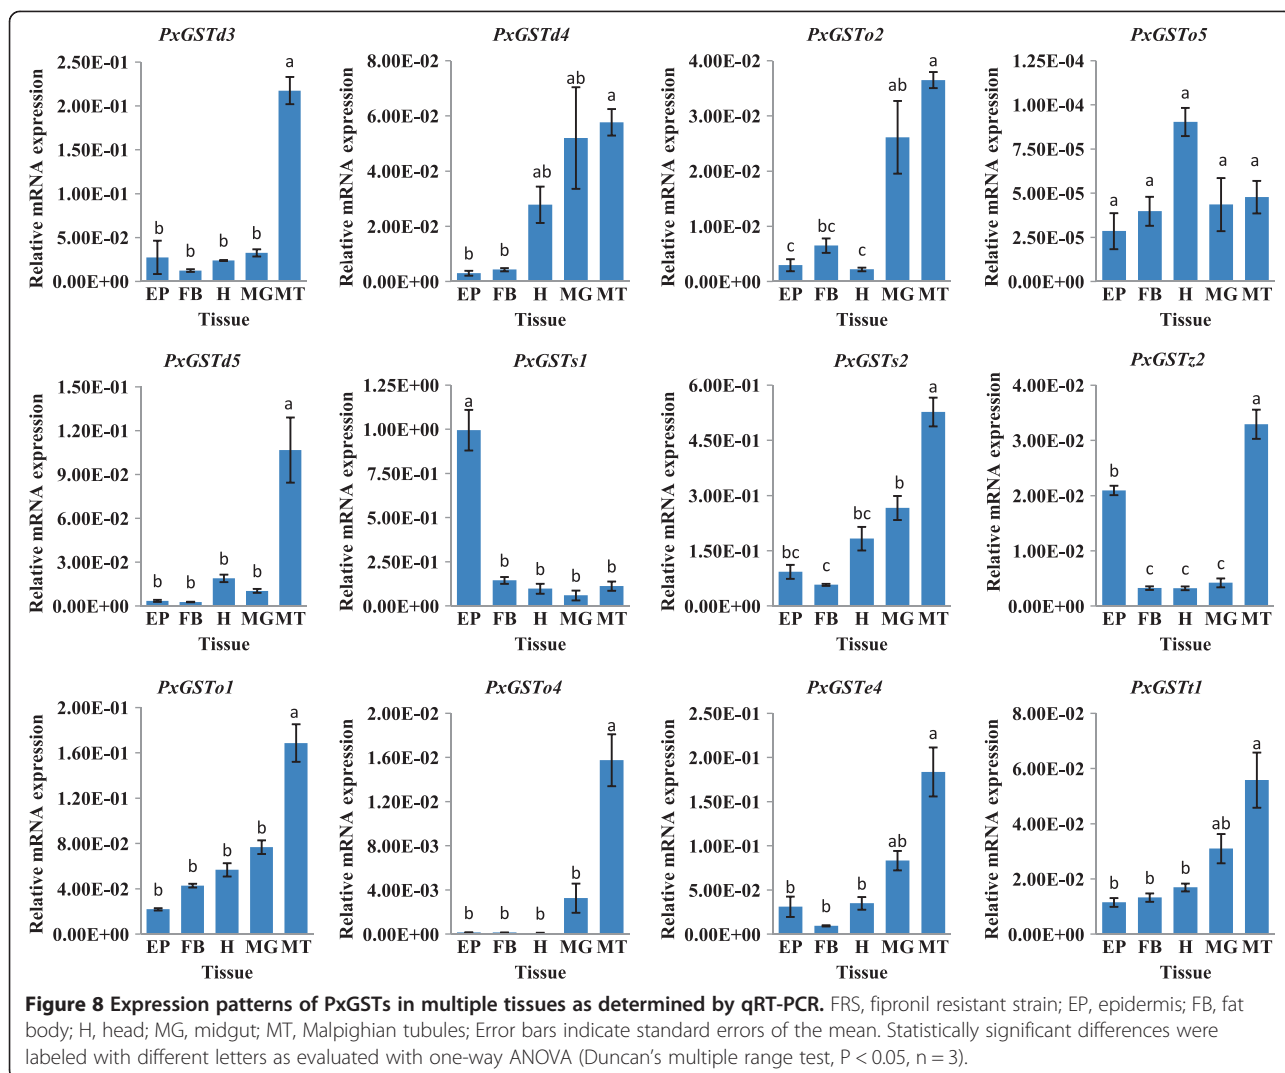 PxGSTd3 PxGSTd4 PxGSTo2 PxGSTo5
Relative mRNA expression
2.50E-01
2.00E-01
1.50E-01
1.00E-01
5.00E-02
0.00E+00
b b b b a
EP FB H MG MT
Tissue
Relative mRNA expression
8.00E-02
6.00E-02
4.00E-02
2.00E-02
0.00E+00
b b ab ab a
EP FB H MG MT
Tissue
Relative mRNA expression
4.00E-02
3.00E-02
2.00E-02
1.00E-02
0.00E+00
c bc c ab a
EP FB H MG MT
Tissue
Relative mRNA expression
1.25E-04
1.00E-04
7.50E-05
5.00E-05
2.50E-05
0.00E+00
a a a a a
EP FB H MG MT
Tissue
PxGSTd5 PxGSTs1 PxGSTs2 PxGSTz2
Relative mRNA expression
1.50E-01
1.20E-01
9.00E-02
6.00E-02
3.00E-02
0.00E+00
b b b b a
EP FB H MG MT
Tissue
Relative mRNA expression
1.25E+00
1.00E+00
7.50E-01
5.00E-01
2.50E-01
0.00E+00
a b b b b
EP FB H MG MT
Tissue
Relative mRNA expression
6.00E-01
4.50E-01
3.00E-01
1.50E-01
0.00E+00
bc c bc b a
EP FB H MG MT
Tissue
Relative mRNA expression
4.00E-02
3.00E-02
2.00E-02
1.00E-02
0.00E+00
b c c c a
EP FB H MG MT
Tissue
PxGSTo1 PxGSTo4 PxGSTe4 PxGSTt1
Relative mRNA expression
2.00E-01
1.60E-01
1.20E-01
8.00E-02
4.00E-02
0.00E+00
b b b b a
EP FB H MG MT
Tissue
Relative mRNA expression
2.00E-02
1.60E-02
1.20E-02
8.00E-03
4.00E-03
0.00E+00
b b b b a
EP FB H MG MT
Tissue
Relative mRNA expression
2.50E-01
2.00E-01
1.50E-01
1.00E-01
5.00E-02
0.00E+00
b b b ab a
EP FB H MG MT
Tissue
Relative mRNA expression
8.00E-02
6.00E-02
4.00E-02
2.00E-02
0.00E+00
b b b ab a
EP FB H MG MT
Tissue
Figure 8 Expression patterns of PxGSTs in multiple tissues as determined by qRT-PCR. FRS, fipronil resistant strain; EP, epidermis; FB, fat
body; H, head; MG, midgut; MT, Malpighian tubules; Error bars indicate standard errors of the mean. Statistically significant differences were
labeled with different letters as evaluated with one-way ANOVA (Duncan's multiple range test, P < 0.05, n = 3).